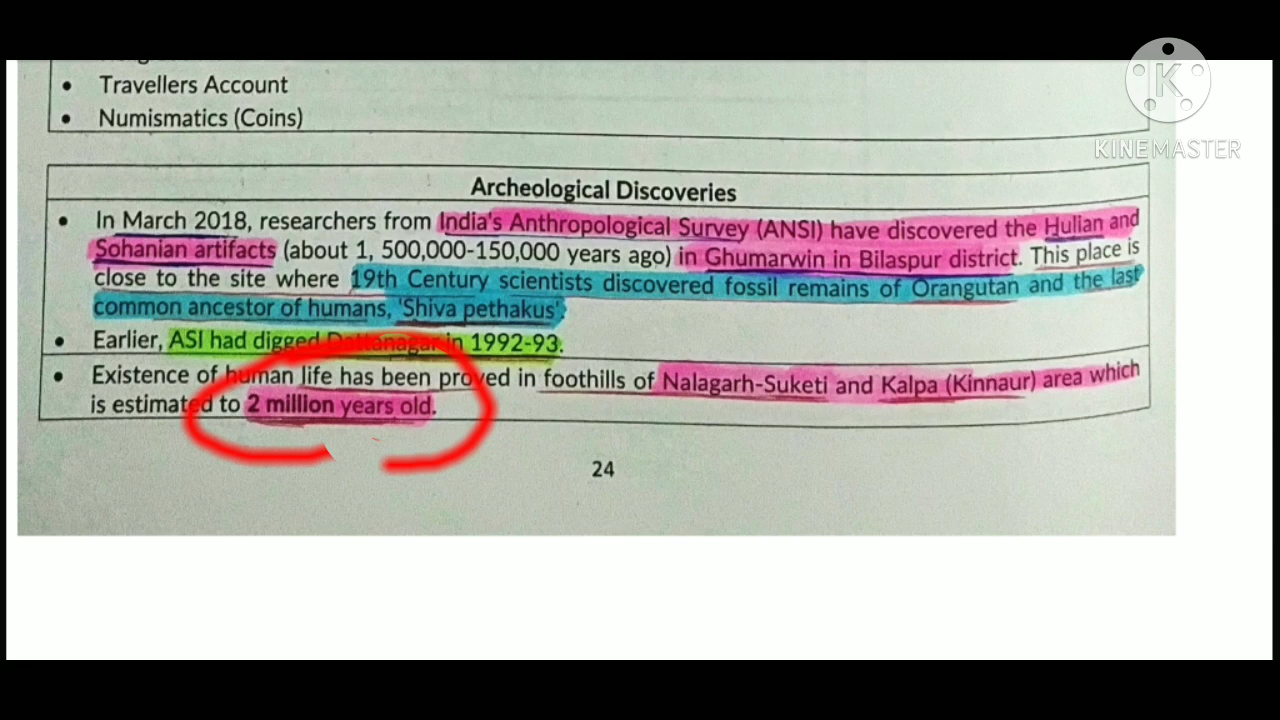 K
KINEMASTER
• Travellers Account
• Numismatics (Coins)
Archeological Discoveries
• In March 2018, researchers from India's Anthropological Survey (ANSI) have discovered the Hulian and
Sohanian artifacts (about 1, 500,000-150,000 years ago) in Ghumarwin in Bilaspur district. This place is
close to the site where 19th Century scientists discovered fossil remains of Orangutan and the last
common ancestor of humans, 'Shiva pethakus'.
• Earlier, ASI had digged Dattanagar in 1992-93.
• Existence of human life has been proved in foothills of Nalagarh-Suketi and Kalpa (Kinnaur) area which
is estimated to 2 million years old.
24